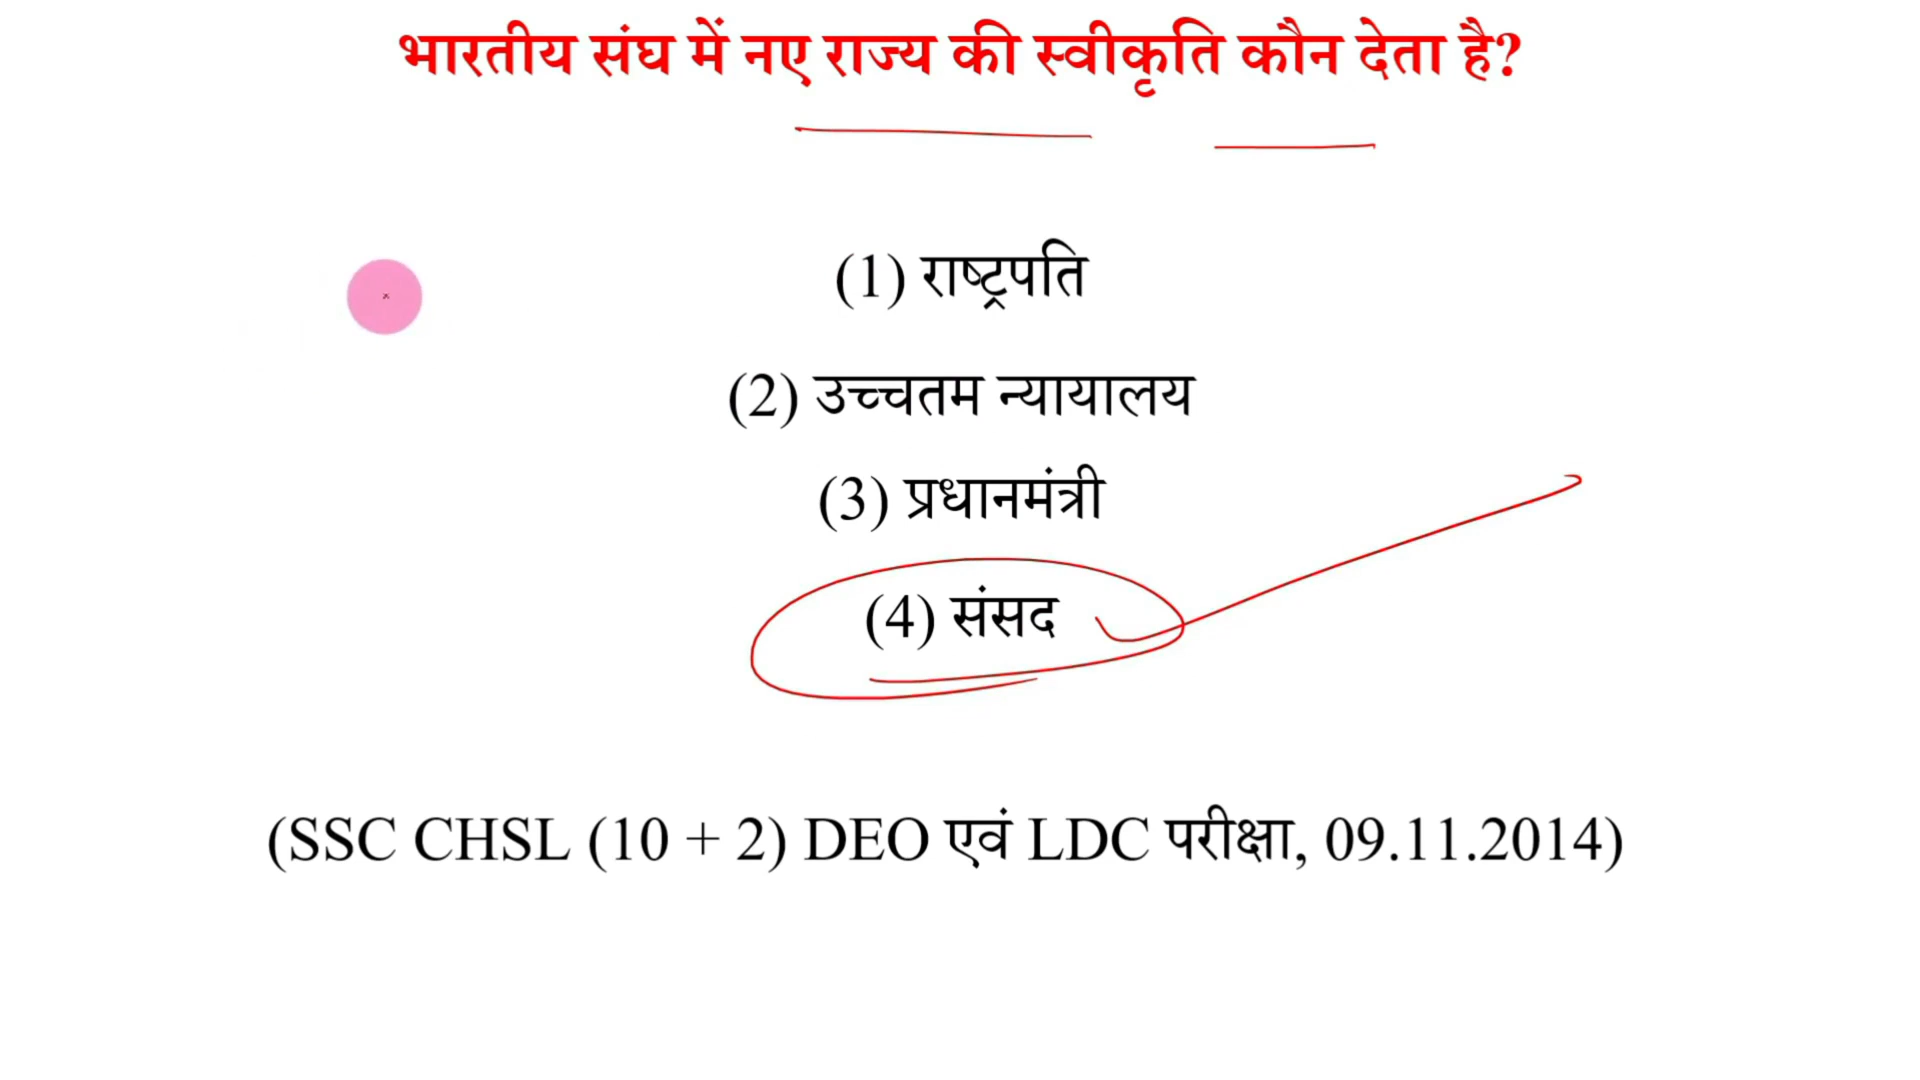 भारतीय संघ में नए राज्य की स्वीकृति कौन देता है?
(1) राष्ट्रपति
(2) उच्चतम न्यायालय
(3) प्रधानमंत्री
(4) संसद
(SSC CHSL (10 + 2) DEO एवं LDC परीक्षा, 09.11.2014)